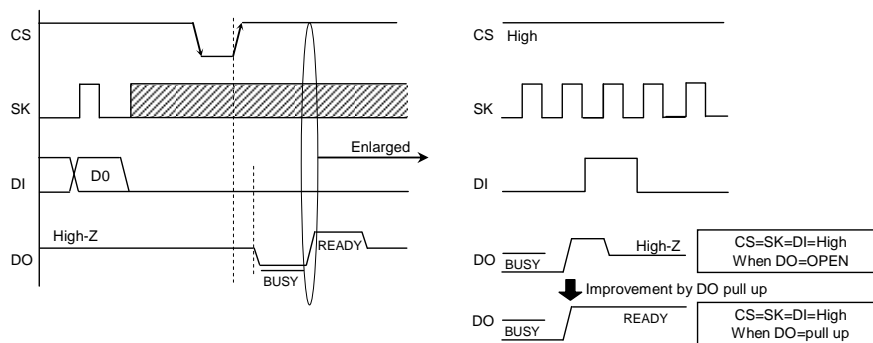 CS
SK
DI
D0
Enlarged
High-Z
DO
READY
BUSY
CS High
SK
DI
DO
BUSY
High-Z
CS=SK=DI=High
When DO=OPEN
Improvement by DO pull up
DO
BUSY
READY
CS=SK=DI=High
When DO=pull up